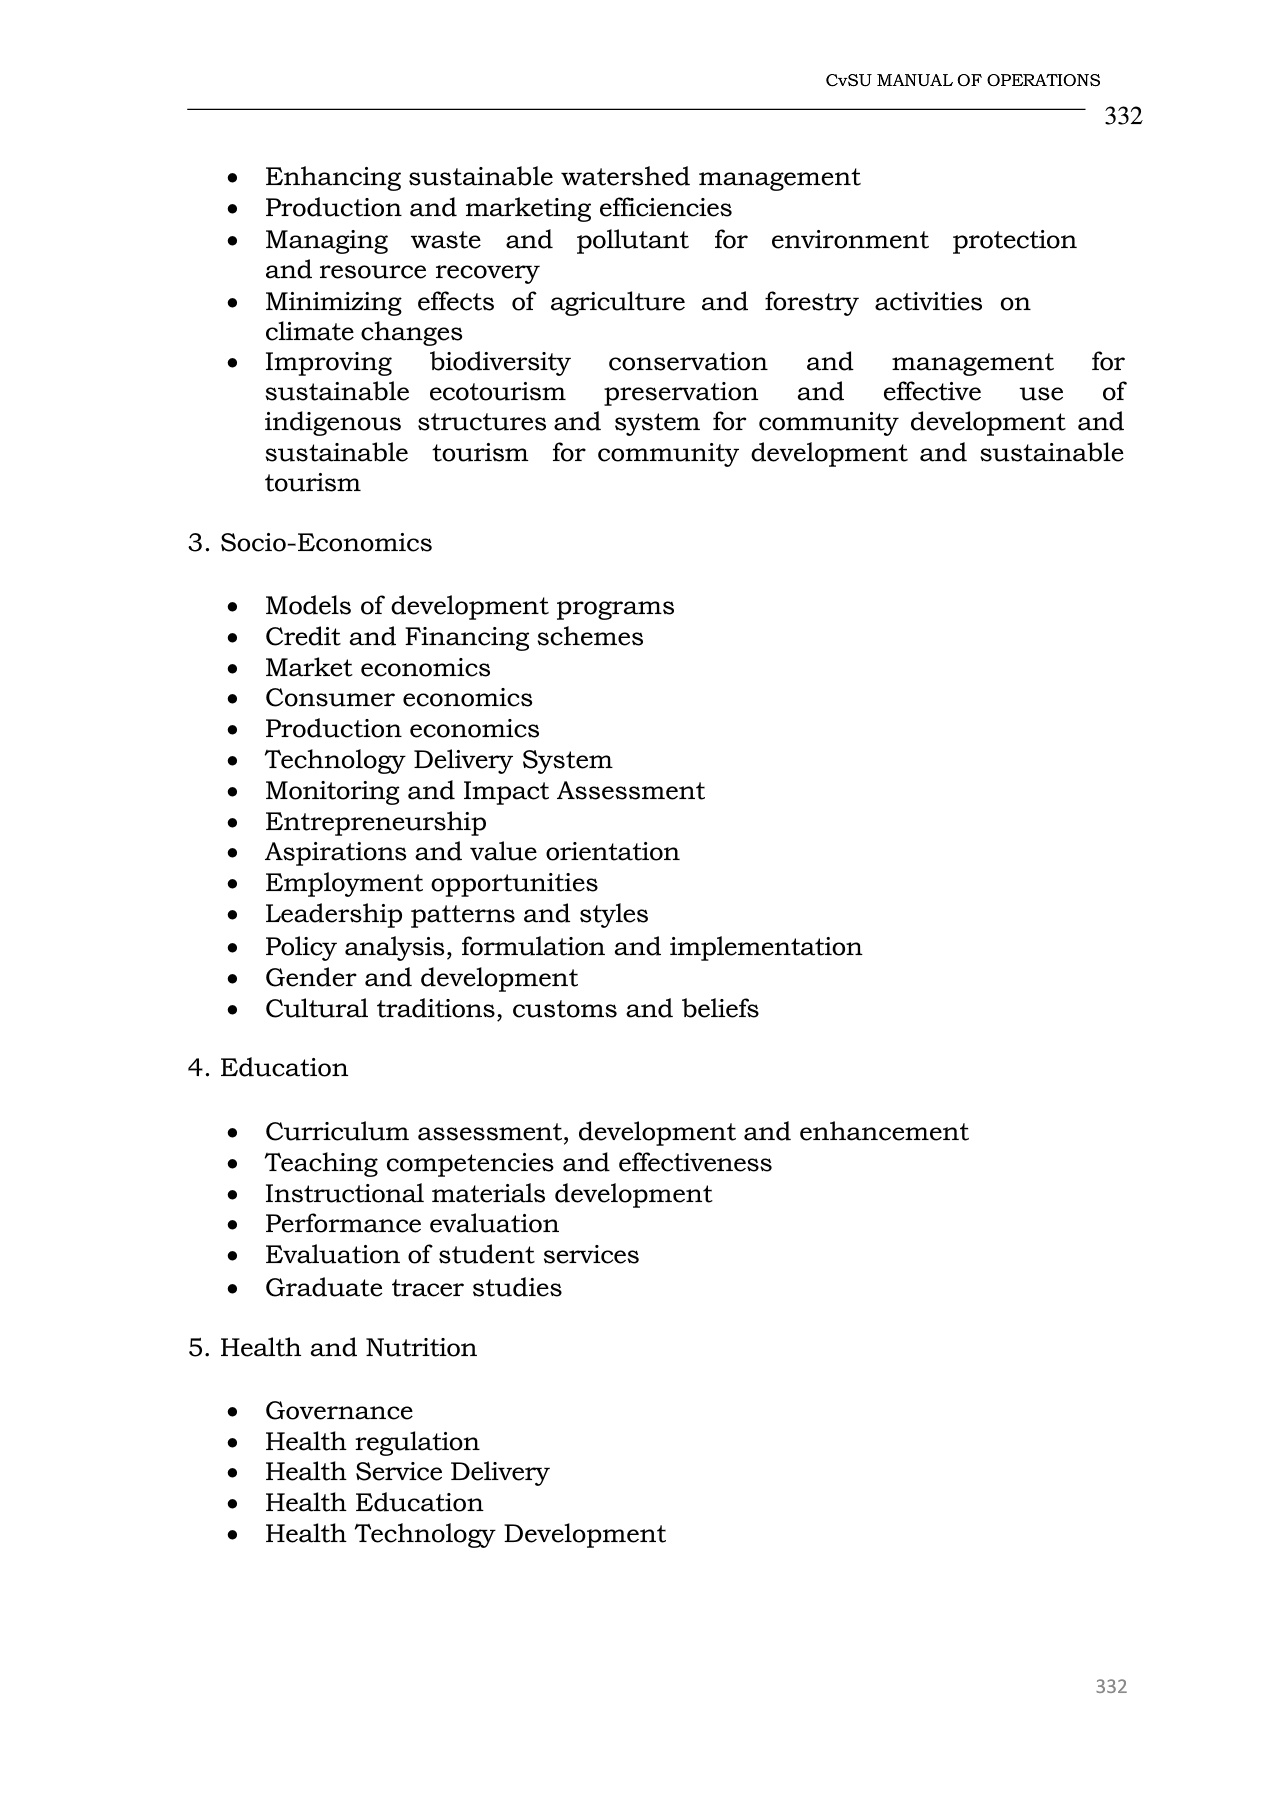 CvSU MANUAL OF OPERATIONS
332
• Enhancing sustainable watershed management
• Production and marketing efficiencies
• Managing waste and pollutant for environment protection
and resource recovery
• Minimizing effects of agriculture and forestry activities on
climate changes
• Improving biodiversity conservation and management for
sustainable ecotourism preservation and effective use of
indigenous structures and system for community development and
sustainable tourism for community development and sustainable
tourism
3. Socio-Economics
• Models of development programs
• Credit and Financing schemes
• Market economics
• Consumer economics
• Production economics
• Technology Delivery System
• Monitoring and Impact Assessment
• Entrepreneurship
• Aspirations and value orientation
• Employment opportunities
• Leadership patterns and styles
• Policy analysis, formulation and implementation
• Gender and development
• Cultural traditions, customs and beliefs
4. Education
• Curriculum assessment, development and enhancement
• Teaching competencies and effectiveness
• Instructional materials development
• Performance evaluation
• Evaluation of student services
• Graduate tracer studies
5. Health and Nutrition
• Governance
• Health regulation
• Health Service Delivery
• Health Education
• Health Technology Development
332